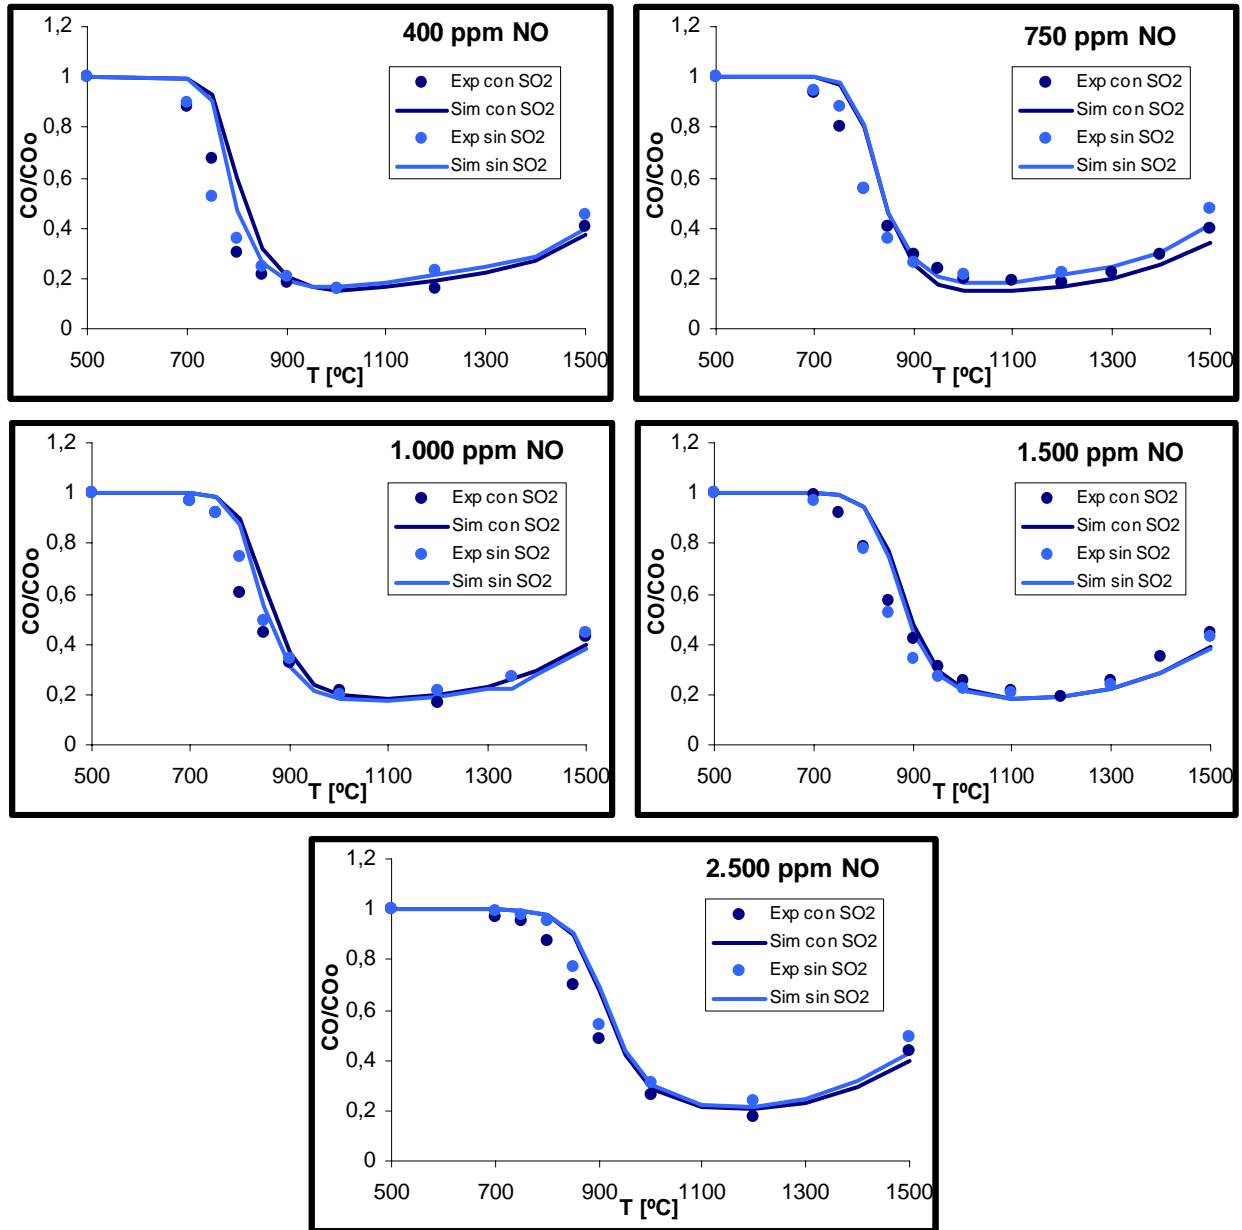 400 ppm NO
1,2
1
0,8
0,6
0,4
0,2
0
CO/COo
Exp con SO2
Sim con SO2
Exp sin SO2
Sim sin SO2
500 700 900 1100 1300 1500
T [ºC]
750 ppm NO
1,2
1
0,8
0,6
0,4
0,2
0
CO/COo
Exp con SO2
Sim con SO2
Exp sin SO2
Sim sin SO2
500 700 900 1100 1300 1500
T [ºC]
1.000 ppm NO
1,2
1
0,8
0,6
0,4
0,2
0
CO/COo
Exp con SO2
Sim con SO2
Exp sin SO2
Sim sin SO2
500 700 900 1100 1300 1500
T [ºC]
1.500 ppm NO
1,2
1
0,8
0,6
0,4
0,2
0
CO/COo
Exp con SO2
Sim con SO2
Exp sin SO2
Sim sin SO2
500 700 900 1100 1300 1500
T [ºC]
2.500 ppm NO
1,2
1
0,8
0,6
0,4
0,2
0
CO/COo
Exp con SO2
Sim con SO2
Exp sin SO2
Sim sin SO2
500 700 900 1100 1300 1500
T [ºC]